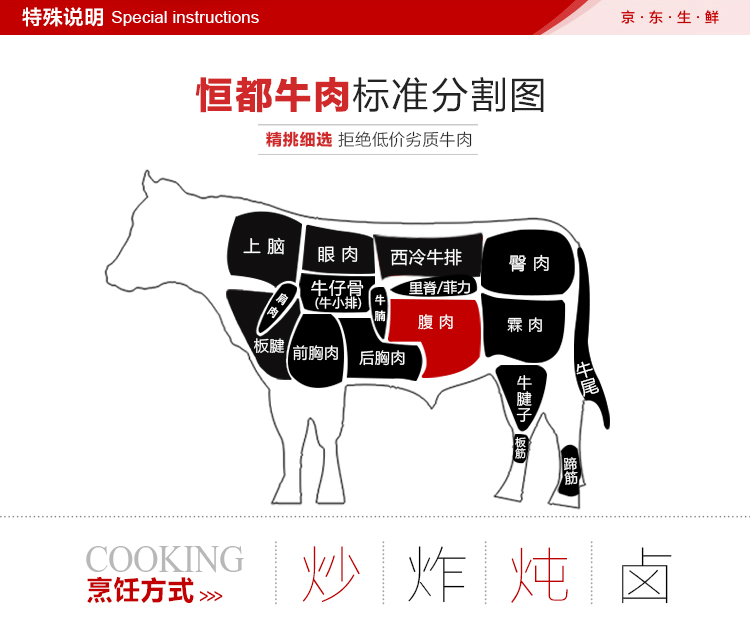 特殊说明 Special instructions
京·东·生·鲜
恒都牛肉标准分割图
精挑细选 拒绝低价劣质牛肉
上脑
眼肉
西冷牛排
臀肉
牛仔骨
(牛小排)
里脊/菲力
肩肉
牛腩
腹肉
霖肉
板腱
前胸肉
后胸肉
牛腱子
牛尾
板筋
蹄筋
COOKING
烹饪方式 >>>
炒 炸 炖 卤